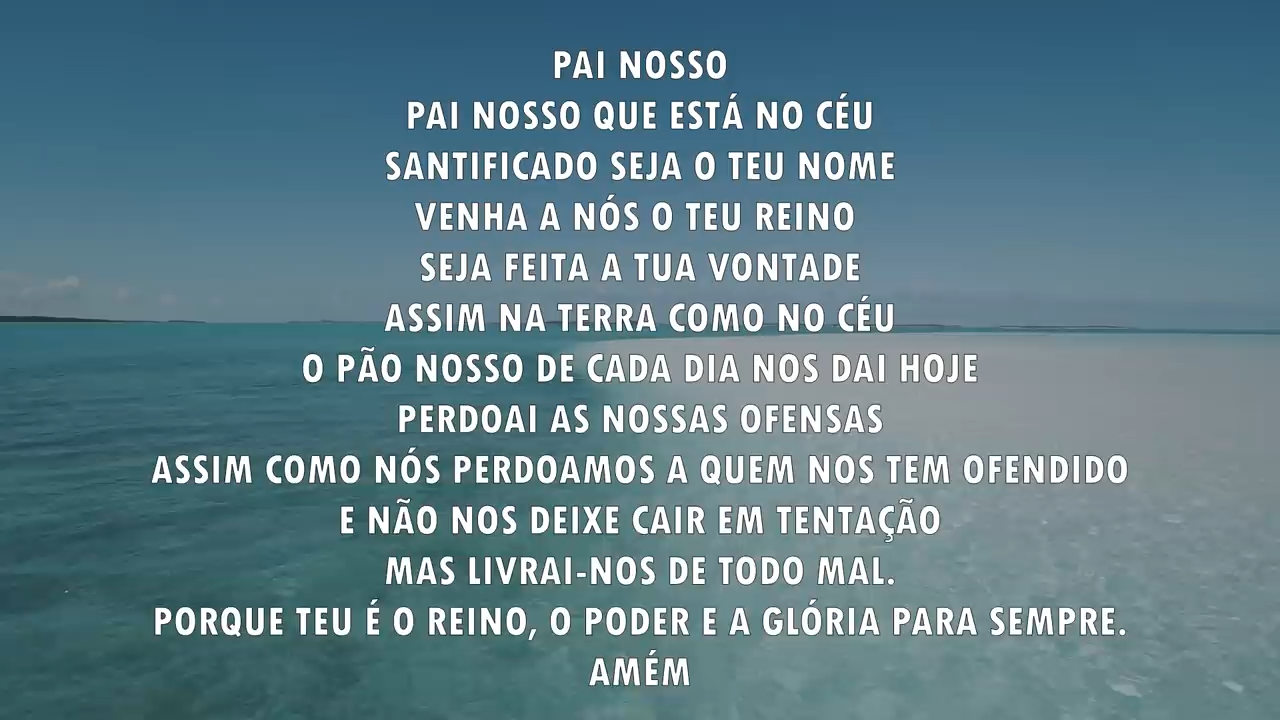 PAI NOSSO
PAI NOSSO QUE ESTÁ NO CÉU
SANTIFICADO SEJA O TEU NOME
VENHA A NÓS O TEU REINO
SEJA FEITA A TUA VONTADE
ASSIM NA TERRA COMO NO CÉU
O PÃO NOSSO DE CADA DIA NOS DAI HOJE
PERDOAI AS NOSSAS OFENSAS
ASSIM COMO NÓS PERDOAMOS A QUEM NOS TEM OFENDIDO
E NÃO NOS DEIXE CAIR EM TENTAÇÃO
MAS LIVRAI-NOS DE TODO MAL.
PORQUE TEU É O REINO, O PODER E A GLÓRIA PARA SEMPRE.
AMÉM